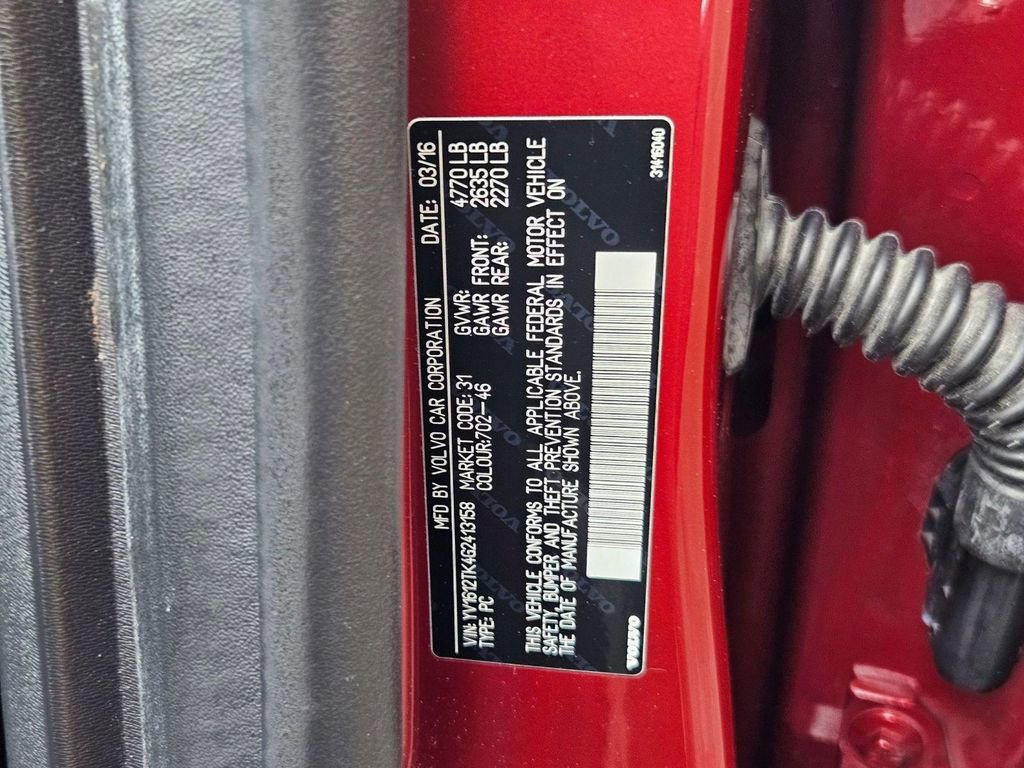 MFD BY VOLVO CAR CORPORATION DATE: 03/16
VIN: YV1612TK4G2413158 MARKET CODE: 31 GVWR: 4770 LB
TYPE: PC COLOUR:702-46 GAWR FRONT: 2635 LB
GAWR REAR: 2270 LB
THIS VEHICLE CONFORMS TO ALL APPLICABLE FEDERAL MOTOR VEHICLE
SAFETY, BUMPER AND THEFT PREVENTION STANDARDS IN EFFECT ON
THE DATE OF MANUFACTURE SHOWN ABOVE.
VOLVO 31416040